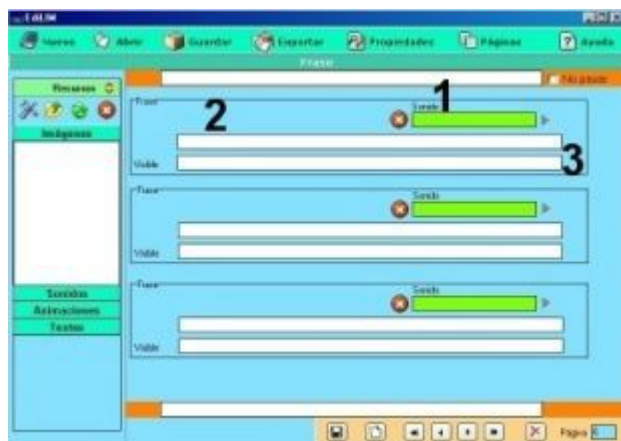 EdiLIM
Nuevo Abrir Guardar Exportar Propiedades Páginas Ayuda
Frase
Recursos
Imágenes
Sonidos
Animaciones
Textos
Frase
Sonido
1
2
3
Visible
Frase
Sonido
Visible
Frase
Sonido
Visible
Página 6